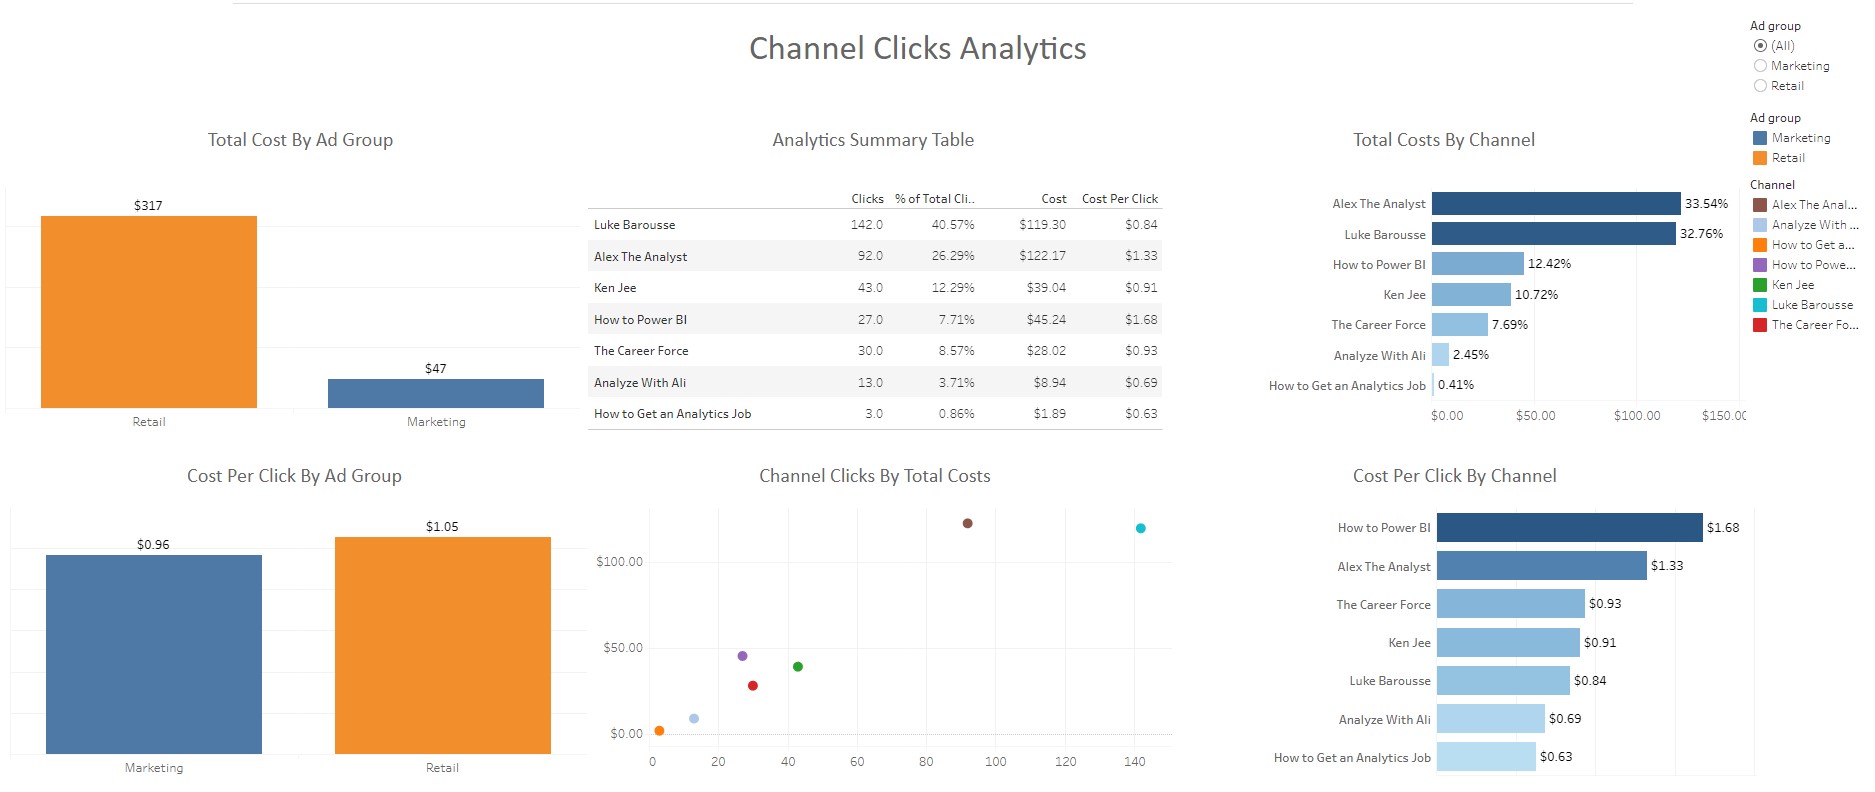 Channel Clicks Analytics
Ad group
(All)
Marketing
Retail
Ad group
Marketing
Retail
Channel
Alex The Anal...
Analyze With ...
How to Get a...
How to Powe...
Ken Jee
Luke Barousse
The Career Fo...
Total Cost By Ad Group
$317
$47
Retail Marketing
Analytics Summary Table
Clicks % of Total Cli.. Cost Cost Per Click
Luke Barousse 142.0 40.57% $119.30 $0.84
Alex The Analyst 92.0 26.29% $122.17 $1.33
Ken Jee 43.0 12.29% $39.04 $0.91
How to Power BI 27.0 7.71% $45.24 $1.68
The Career Force 30.0 8.57% $28.02 $0.93
Analyze With Ali 13.0 3.71% $8.94 $0.69
How to Get an Analytics Job 3.0 0.86% $1.89 $0.63
Total Costs By Channel
Alex The Analyst 33.54%
Luke Barousse 32.76%
How to Power BI 12.42%
Ken Jee 10.72%
The Career Force 7.69%
Analyze With Ali 2.45%
How to Get an Analytics Job 0.41%
$0.00 $50.00 $100.00 $150.00
Cost Per Click By Ad Group
$0.96
$1.05
Marketing Retail
Channel Clicks By Total Costs
$100.00
$50.00
$0.00
0 20 40 60 80 100 120 140
Cost Per Click By Channel
How to Power BI $1.68
Alex The Analyst $1.33
The Career Force $0.93
Ken Jee $0.91
Luke Barousse $0.84
Analyze With Ali $0.69
How to Get an Analytics Job $0.63